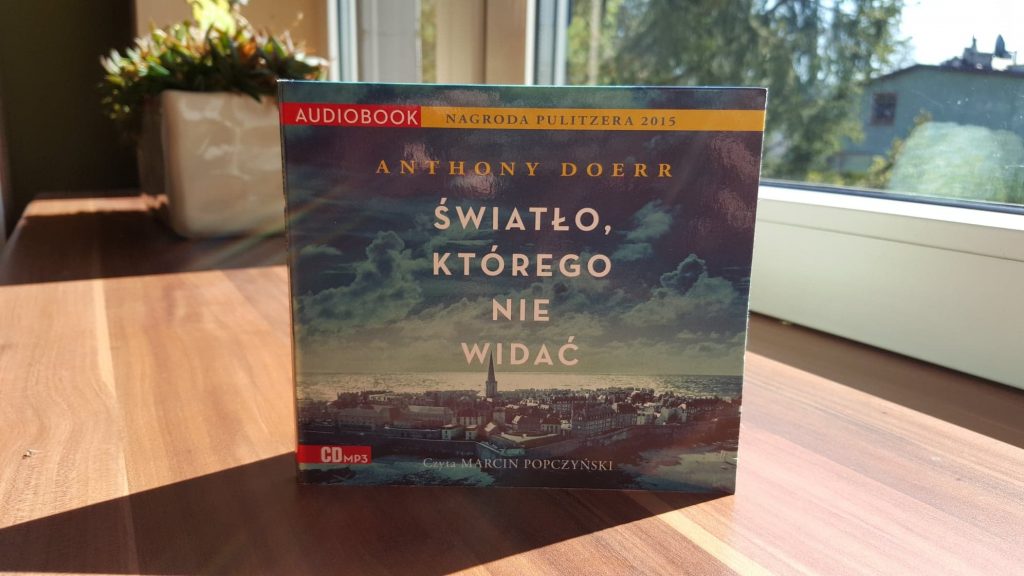 AUDIOBOOK NAGRODA PULITZERA 2015
ANTHONY DOERR
ŚWIATŁO,
KTÓREGO
NIE
WIDAĆ
CD MP3
Czyta MARCIN POPCZYŃSKI